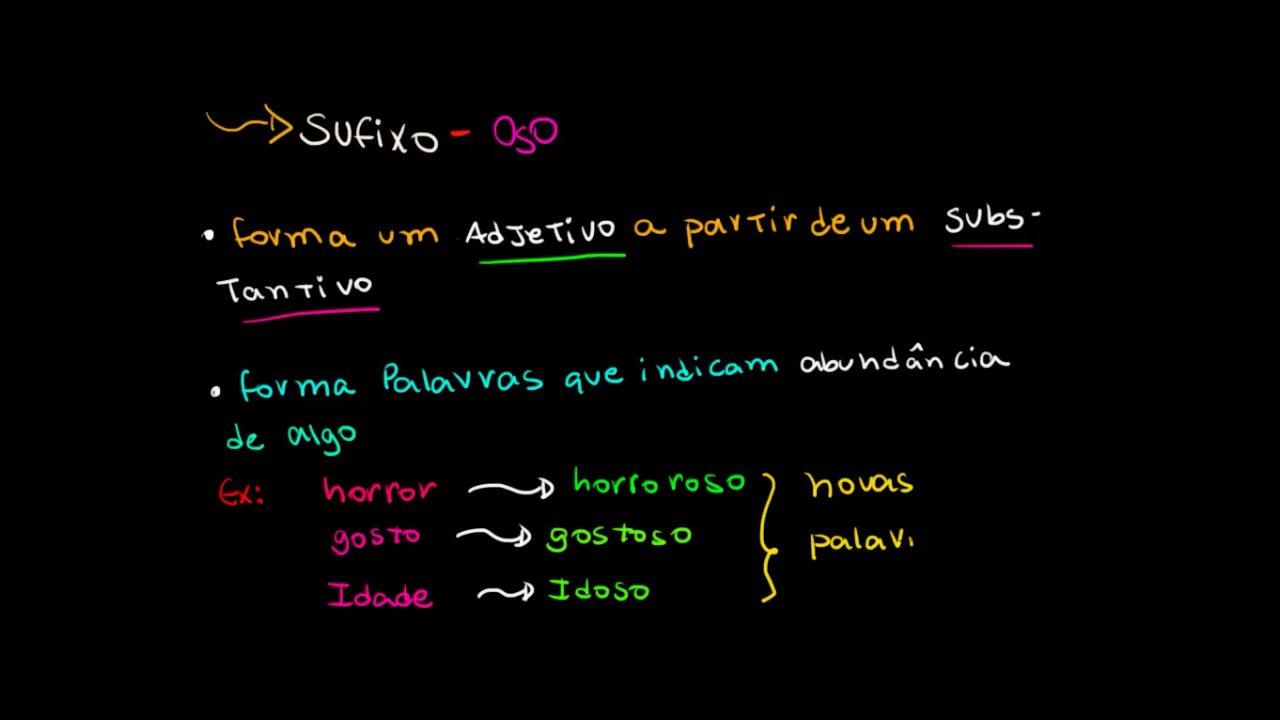 Sufixo - Oso
• forma um Adjetivo a partir de um Subs-
Tantivo
• forma Palavras que indicam abundância
de algo
Ex: horror → horroroso } novas
gosto → gostoso palavr
Idade → Idoso